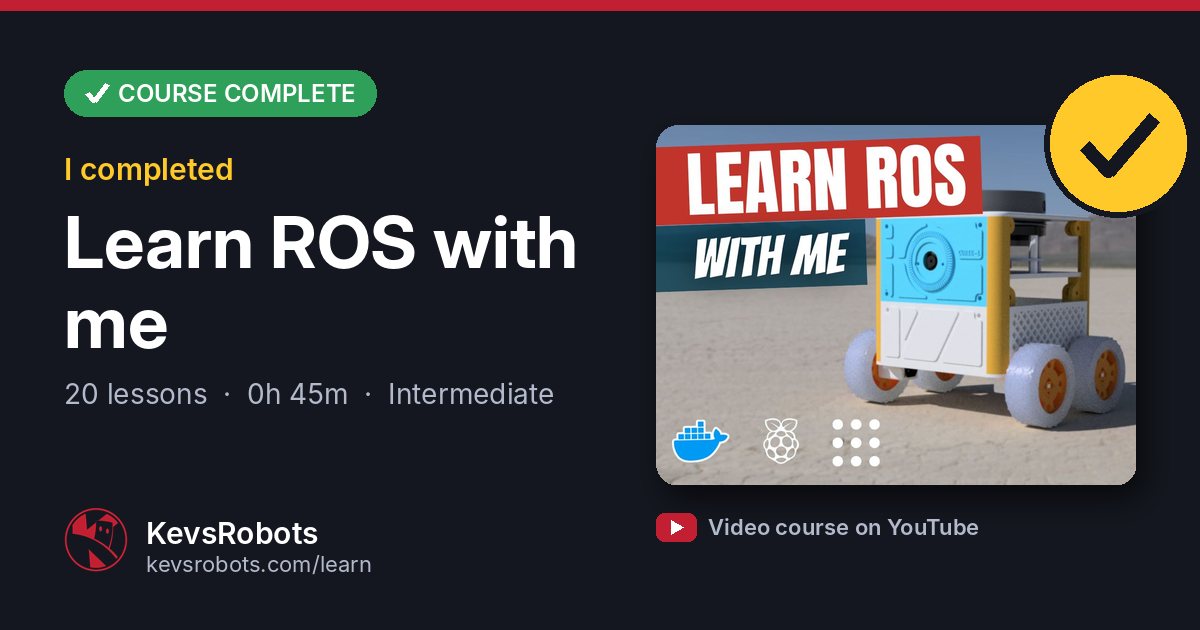 COURSE COMPLETE
I completed
Learn ROS with
me
20 lessons · 0h 45m · Intermediate
KevsRobots
kevsrobots.com/learn
LEARN ROS
WITH ME
Video course on YouTube